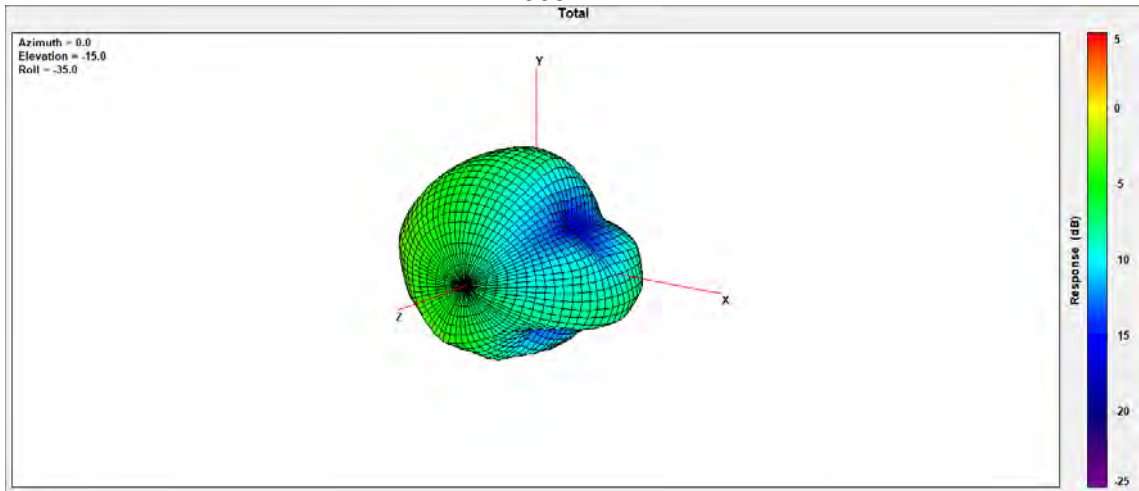 Total
Azimuth = 0.0
Elevation = -15.0
Roll = -35.0
Y
X
Z
5
0
-5
10
15
-20
-25
Response (dB)